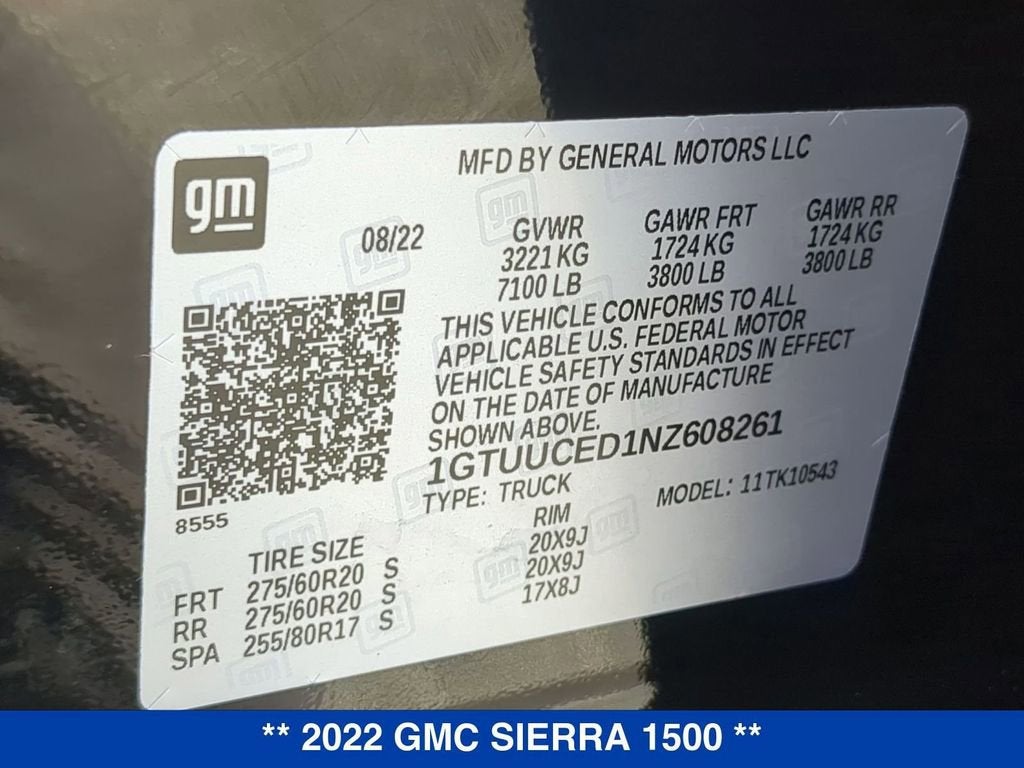 gm
MFD BY GENERAL MOTORS LLC
08/22
GVWR
3221 KG
7100 LB
GAWR FRT
1724 KG
3800 LB
GAWR RR
1724 KG
3800 LB
THIS VEHICLE CONFORMS TO ALL
APPLICABLE U.S. FEDERAL MOTOR
VEHICLE SAFETY STANDARDS IN EFFECT
ON THE DATE OF MANUFACTURE
SHOWN ABOVE.
1GTUUCED1NZ608261
TYPE: TRUCK MODEL: 11TK10543
8555
TIRE SIZE RIM
FRT 275/60R20 S 20X9J
RR 275/60R20 S 20X9J
SPA 255/80R17 S 17X8J
** 2022 GMC SIERRA 1500 **